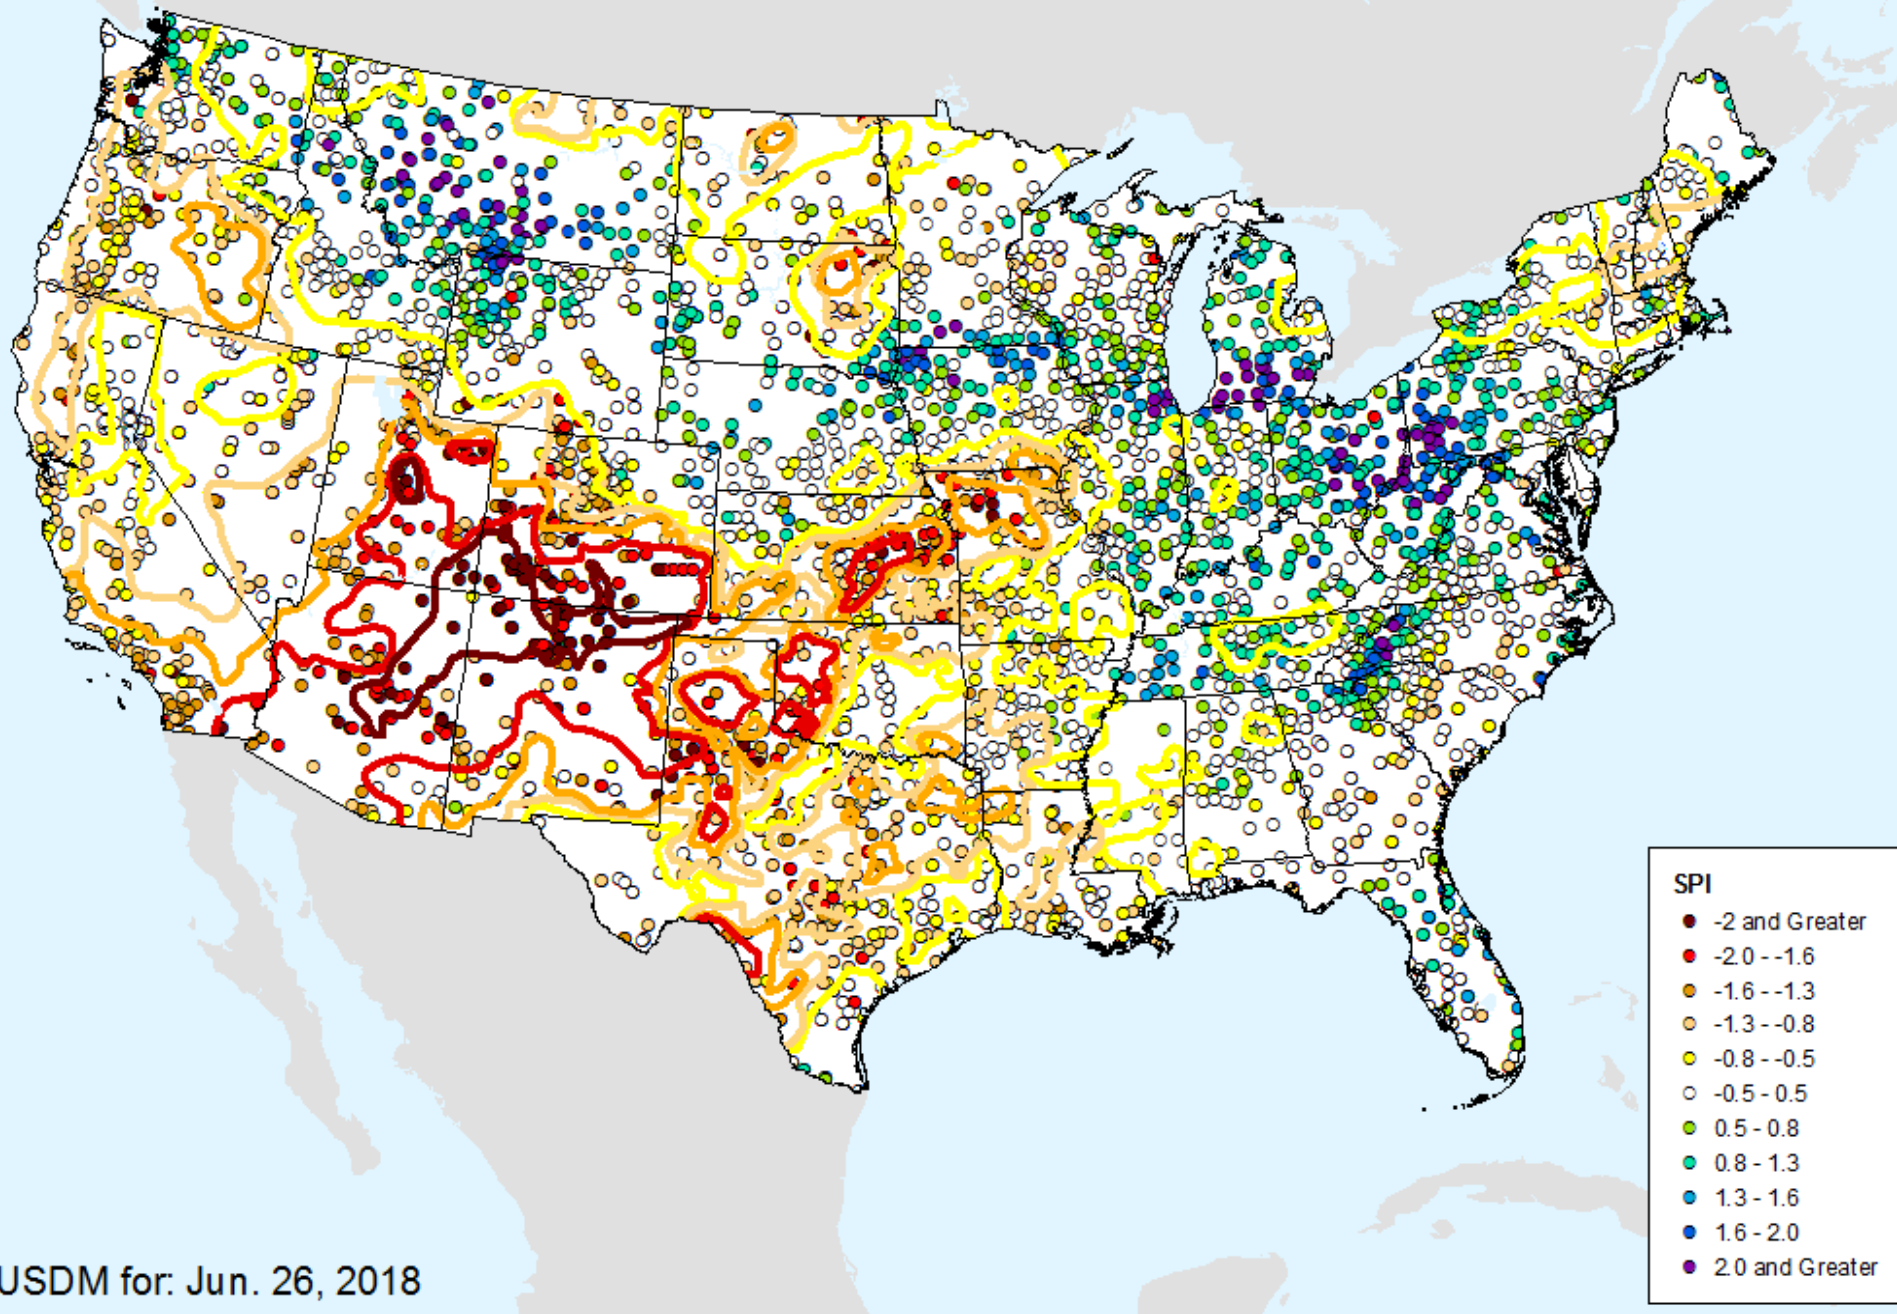 SPI
-2 and Greater
-2.0 - -1.6
-1.6 - -1.3
-1.3 - -0.8
-0.8 - -0.5
-0.5 - 0.5
0.5 - 0.8
0.8 - 1.3
1.3 - 1.6
1.6 - 2.0
2.0 and Greater
USDM for: Jun. 26, 2018